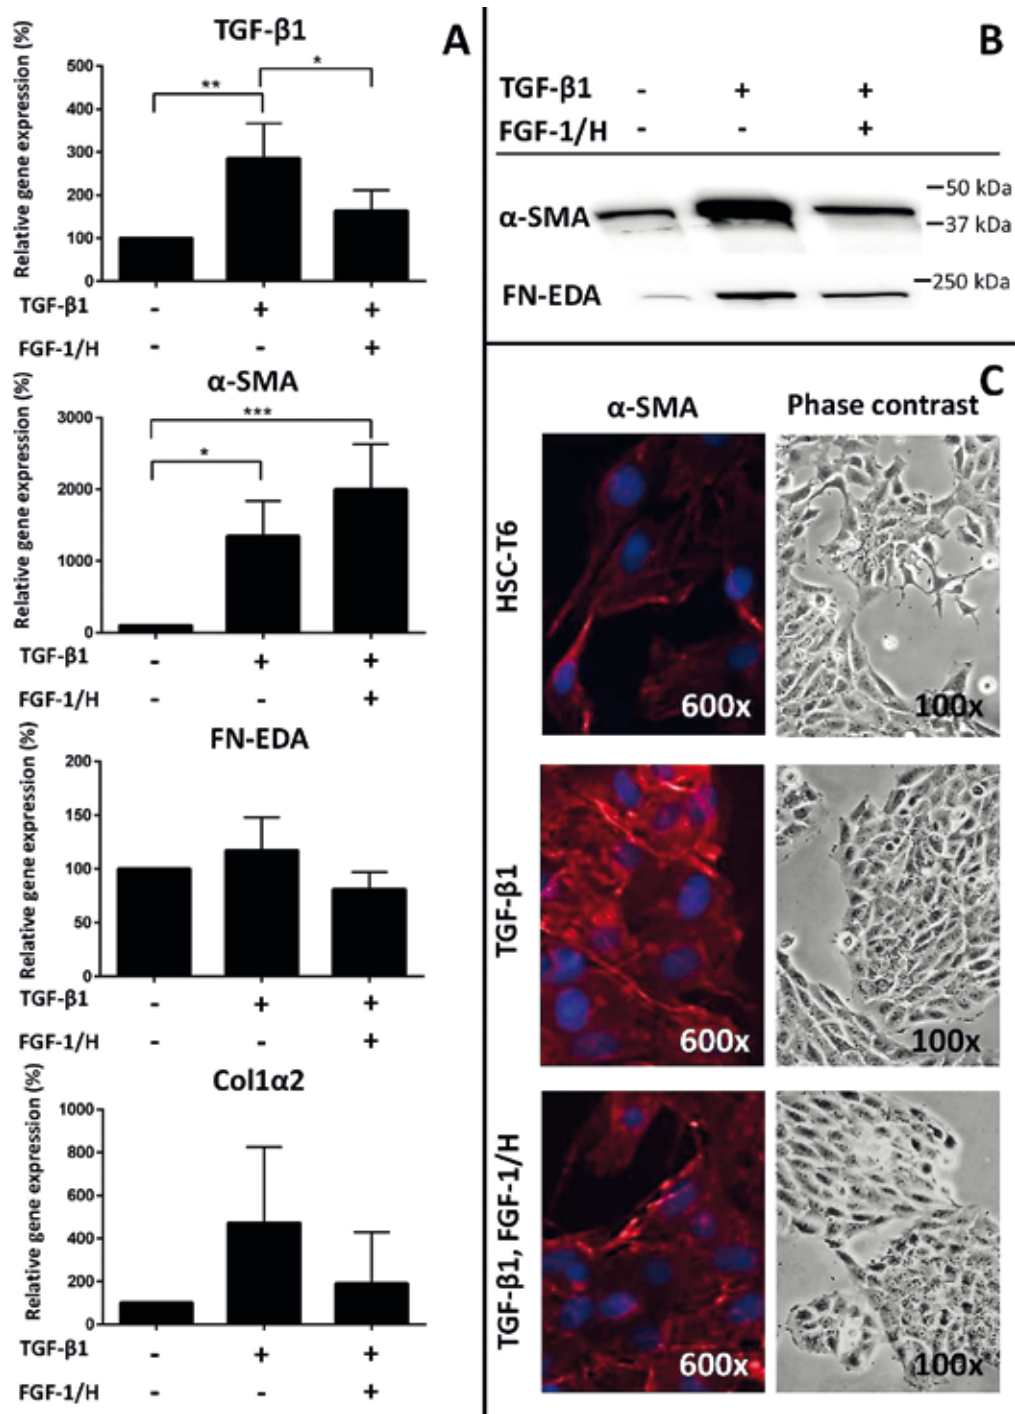 A
TGF-β1
Relative gene expression (%)
500
400
300
200
100
0
** *
TGF-β1 - + +
FGF-1/H - - +
α-SMA
Relative gene expression (%)
3000
2000
1000
0
***
*
TGF-β1 - + +
FGF-1/H - - +
FN-EDA
Relative gene expression (%)
200
150
100
50
0
TGF-β1 - + +
FGF-1/H - - +
Col1α2
Relative gene expression (%)
1000
800
600
400
200
0
TGF-β1 - + +
FGF-1/H - - +
B
TGF-β1 - + +
FGF-1/H - - +
α-SMA
50 kDa
37 kDa
FN-EDA
250 kDa
C
α-SMA Phase contrast
HSC-T6
600x 100x
TGF-β1
600x 100x
TGF-β1, FGF-1/H
600x 100x